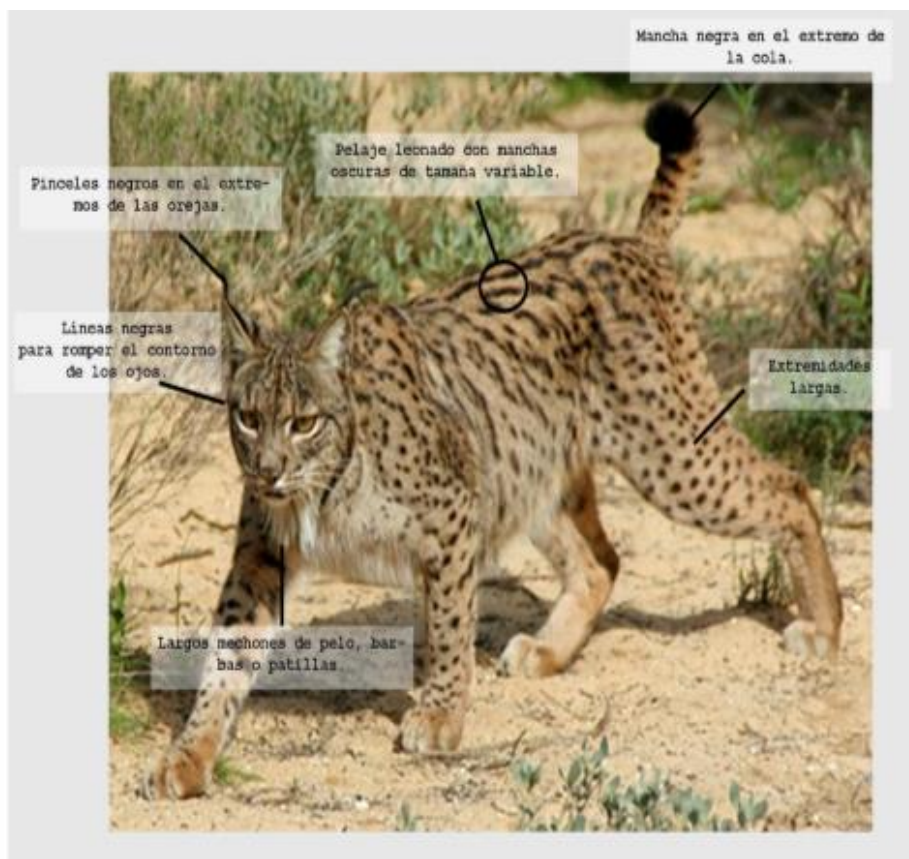 Mancha negra en el extremo de
la cola.
Pelaje leonado con manchas
oscuras de tamaña variable.
Pinceles negros en el extre-
mos de las orejas.
Lineas negras
para romper el contorno
de los ojos.
Extremidades
largas.
Largos mechones de pelo, bar-
bas o patillas.